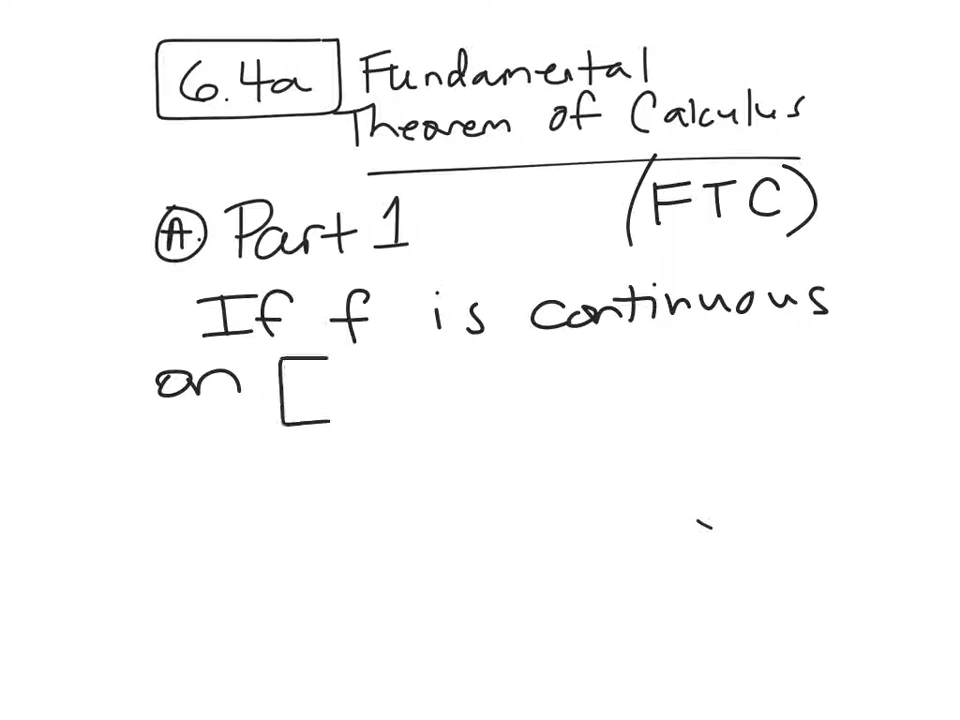 6.4a Fundamental
Theorem of Calculus
(FTC)
A. Part 1
If f is continuous
on [